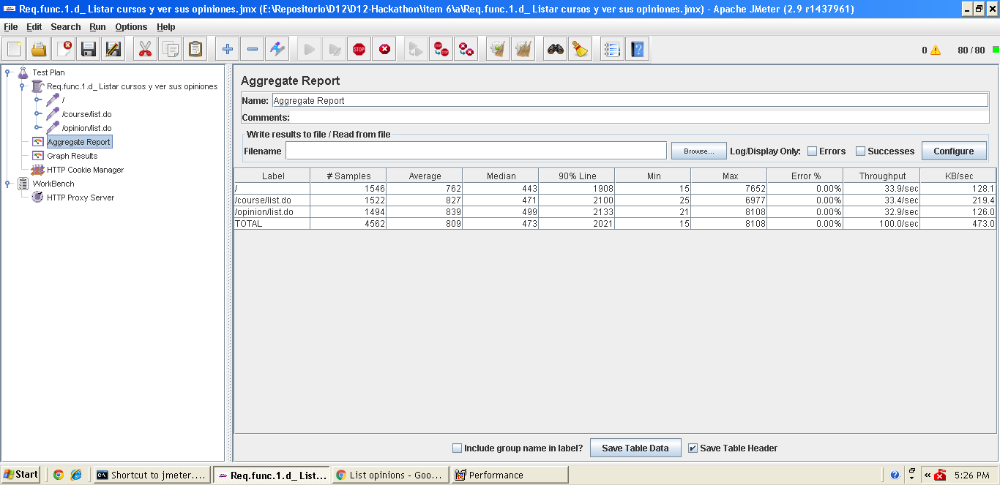 Req.func.1.d_ Listar cursos y ver sus opiniones.jmx (E:\Repositorio\D12\D12-Hackathon\item 6\a\Req.func.1.d_ Listar cursos y ver sus opiniones.jmx) - Apache JMeter (2.9 r1437961)
File Edit Search Run Options Help
STOP STOP 0 80 / 80
Test Plan
Req.func.1.d_ Listar cursos y ver sus opiniones
/
/course/list.do
/opinion/list.do
Aggregate Report
Graph Results
HTTP Cookie Manager
WorkBench
HTTP Proxy Server
Aggregate Report
Name: Aggregate Report
Comments:
Write results to file / Read from file
Filename Browse... Log/Display Only: Errors Successes Configure
Label # Samples Average Median 90% Line Min Max Error % Throughput KB/sec
/ 1546 762 443 1908 15 7652 0.00% 33.9/sec 128.1
/course/list.do 1522 827 471 2100 25 6977 0.00% 33.4/sec 219.4
/opinion/list.do 1494 839 499 2133 21 8108 0.00% 32.9/sec 126.0
TOTAL 4562 809 473 2021 15 8108 0.00% 100.0/sec 473.0
Include group name in label? Save Table Data Save Table Header
Start Shortcut to jmeter.... Req.func.1.d_ List... List opinions - Goo... Performance 5:26 PM